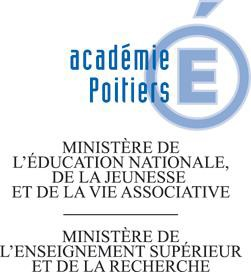 académie
Poitiers
É
MINISTÈRE DE
L'ÉDUCATION NATIONALE,
DE LA JEUNESSE
ET DE LA VIE ASSOCIATIVE
MINISTÈRE DE
L'ENSEIGNEMENT SUPÉRIEUR
ET DE LA RECHERCHE